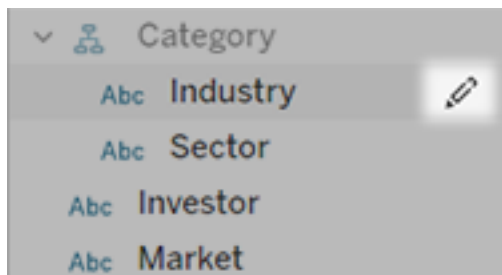 Category
Abc Industry
Abc Sector
Abc Investor
Abc Market